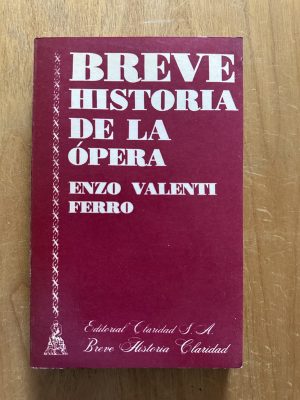 BREVE
HISTORIA
DE LA
ÓPERA
ENZO VALENTI
FERRO
Editorial Claridad S. A.
Breve Historia Claridad